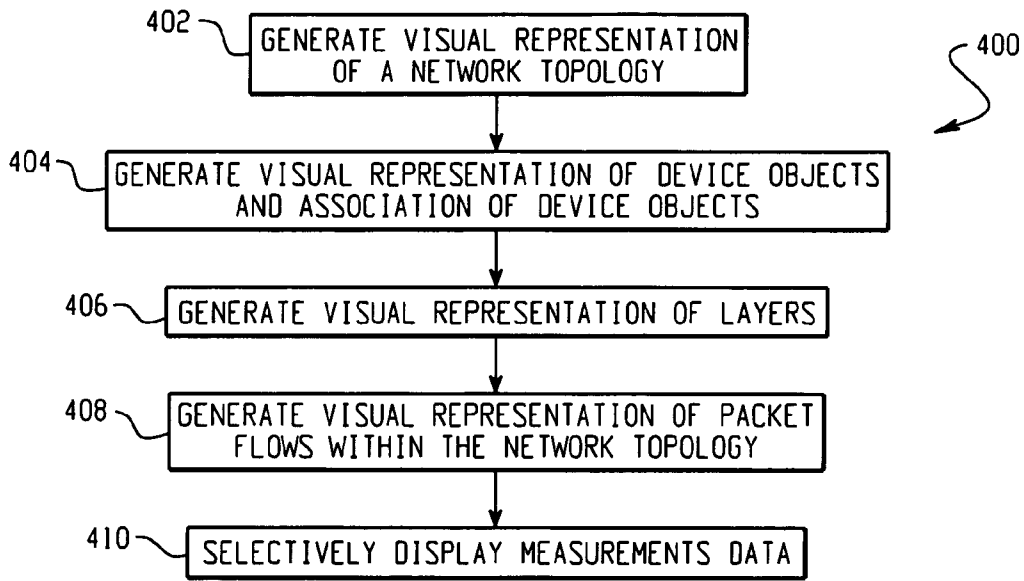 402
GENERATE VISUAL REPRESENTATION
OF A NETWORK TOPOLOGY
400
404
GENERATE VISUAL REPRESENTATION OF DEVICE OBJECTS
AND ASSOCIATION OF DEVICE OBJECTS
406
GENERATE VISUAL REPRESENTATION OF LAYERS
408
GENERATE VISUAL REPRESENTATION OF PACKET
FLOWS WITHIN THE NETWORK TOPOLOGY
410
SELECTIVELY DISPLAY MEASUREMENTS DATA